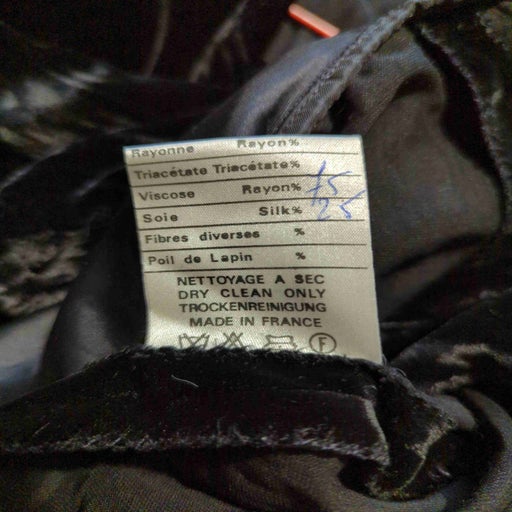 Rayonne Rayon%
Triacétate Triacétate%
Viscose Rayon% 75
Soie Silk% 25
Fibres diverses %
Poil de Lapin %
NETTOYAGE A SEC
DRY CLEAN ONLY
TROCKENREINIGUNG
MADE IN FRANCE
F